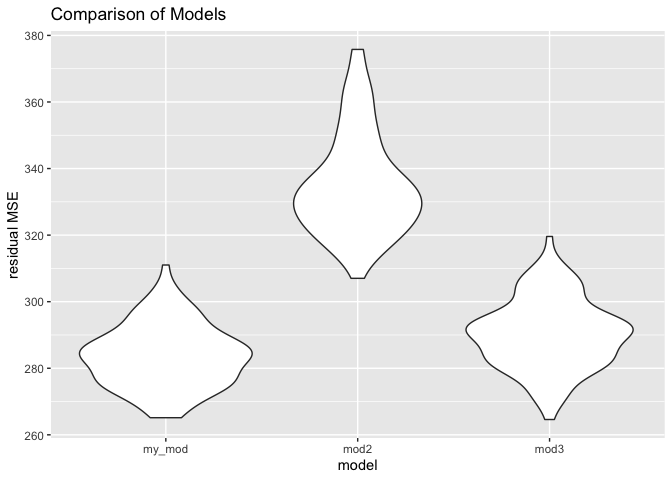 Comparison of Models
380
360
340
320
300
280
260
residual MSE
my_mod
mod2
mod3
model